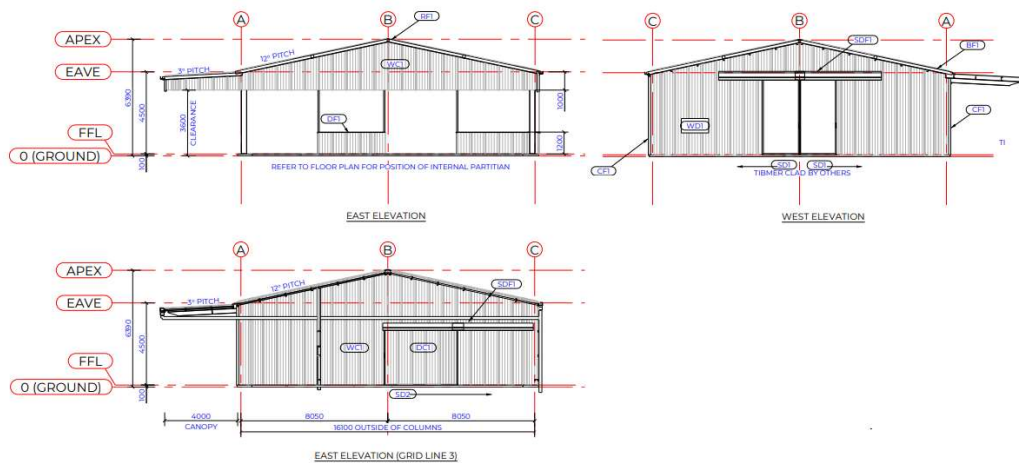 A B C
APEX
EAVE
FFL
0 (GROUND)
6390
4500
100
3° PITCH
12° PITCH
RF1
WC1
3600
CLEARANCE
DF1
1000
1200
REFER TO FLOOR PLAN FOR POSITION OF INTERNAL PARTITIAN
EAST ELEVATION
C B A
SDF1
BF1
WD1
CF1
CF1
SD1 SD1
TIBMER CLAD BY OTHERS
TI
WEST ELEVATION
A B C
APEX
EAVE
FFL
0 (GROUND)
6390
4500
100
3° PITCH
12° PITCH
SDF1
WC1
DC1
SD2
4000
CANOPY
8050 8050
16100 OUTSIDE OF COLUMNS
EAST ELEVATION (GRID LINE 3)